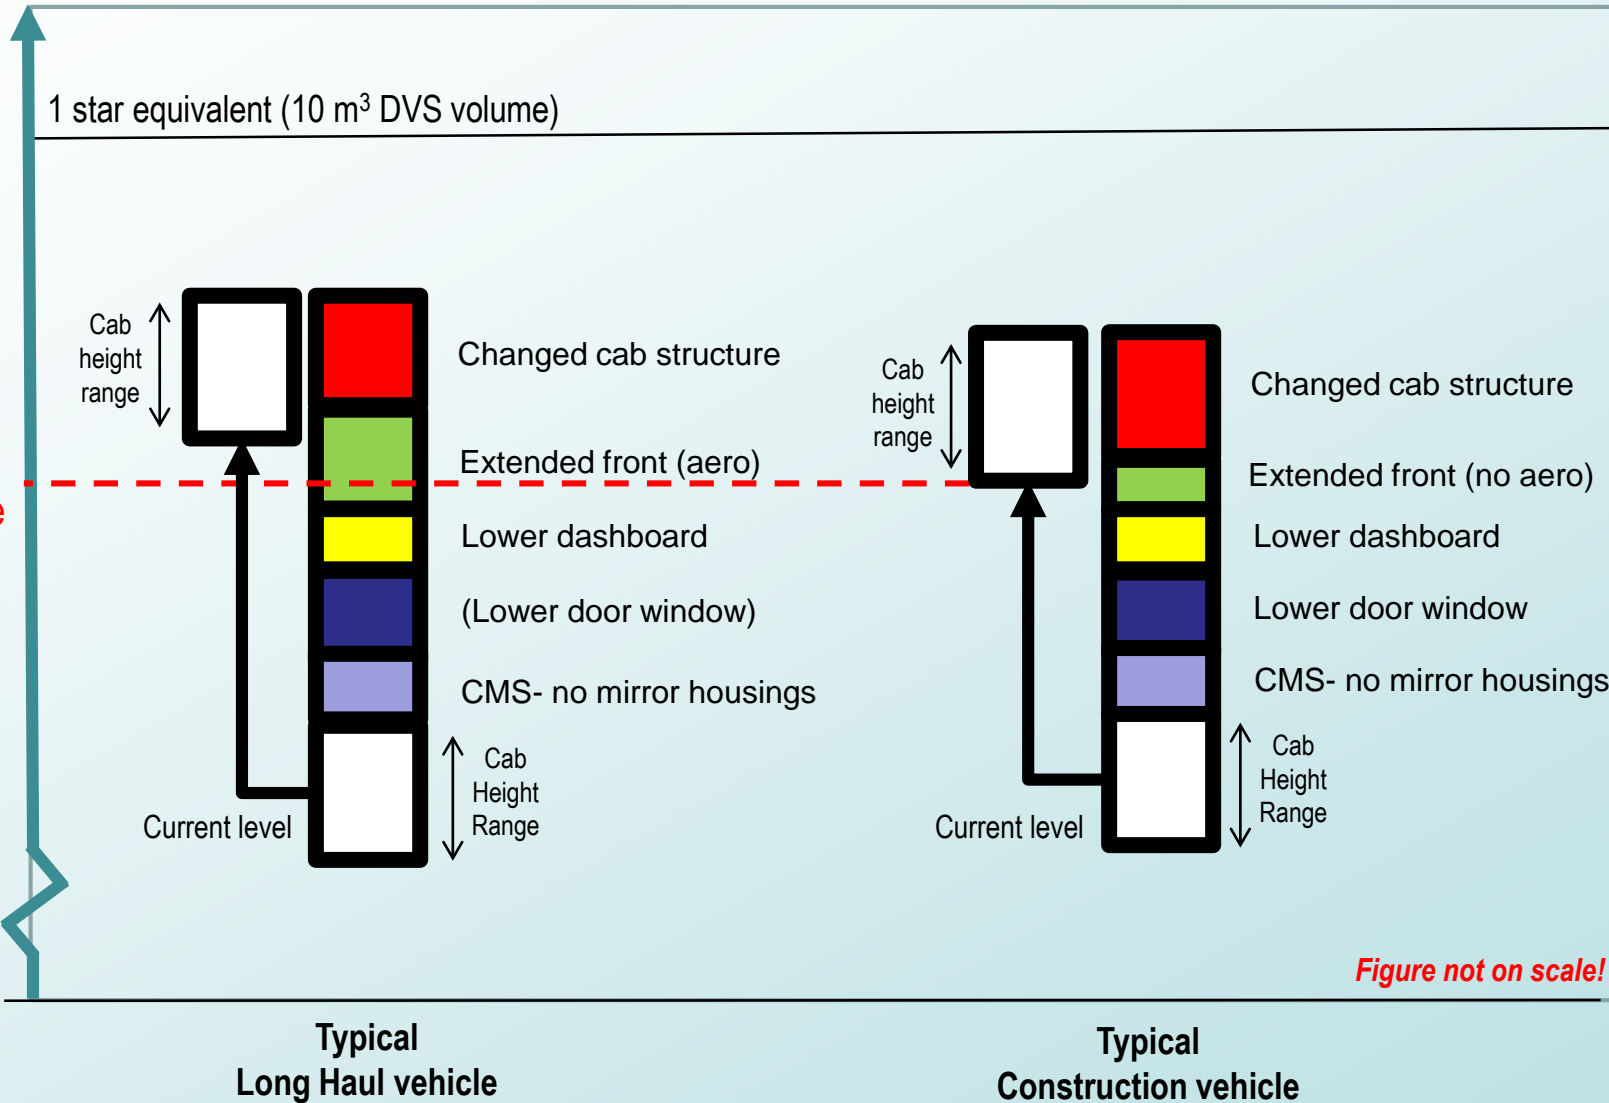 1 star equivalent (10 m³ DVS volume)
Cab
height
range
Changed cab structure
Extended front (aero)
Lower dashboard
(Lower door window)
CMS- no mirror housings
Cab
Height
Range
Current level
Cab
height
range
Changed cab structure
Extended front (no aero)
Lower dashboard
Lower door window
CMS- no mirror housings
Cab
Height
Range
Current level
Figure not on scale!
Typical
Long Haul vehicle
Typical
Construction vehicle